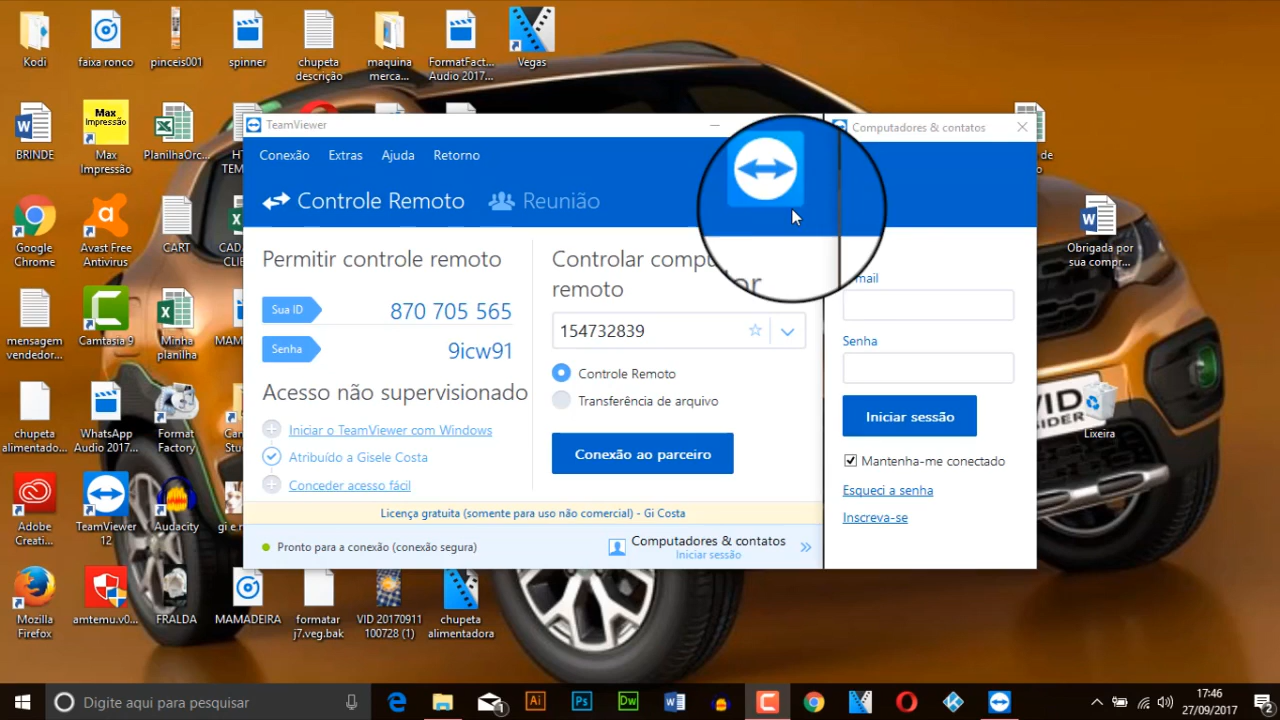 Kodi
faixa ronco
pinceis001
spinner
chupeta
descrição
maquina
merca...
FormatFact...
Audio 2017...
Vegas
BRINDE
Max
Impressão
Max
Impressão
PlanilhaOrc...
TeamViewer
Computadores & contatos
Conexão
Extras
Ajuda
Retorno
Controle Remoto
Reunião
Google
Chrome
Avast Free
Antivirus
CART
Obrigada por
sua compr...
Permitir controle remoto
Sua ID
870 705 565
Senha
9icw91
Acesso não supervisionado
Iniciar o TeamViewer com Windows
Atribuído a Gisele Costa
Conceder acesso fácil
Controlar
remoto
154732839
Controle Remoto
Transferência de arquivo
Conexão ao parceiro
Licença gratuita (somente para uso não comercial) - Gi Costa
Pronto para a conexão (conexão segura)
Computadores & contatos
Iniciar sessão
Senha
Iniciar sessão
Mantenha-me conectado
Esqueci a senha
Inscreva-se
mensagem
vendedor...
Camtasia 9
Minha
planilha
chupeta
alimentado...
WhatsApp
Audio 2017...
Format
Factory
Lixeira
Adobe
Creati...
TeamViewer
12
Audacity
Mozilla
Firefox
amtemu.v0...
FRALDA
MAMADEIRA
formatar
j7.veg.bak
VID 20170911
100728 (1)
chupeta
alimentadora
Digite aqui para pesquisar
1
Ai
Ps
Dw
17:46
27/09/2017
2